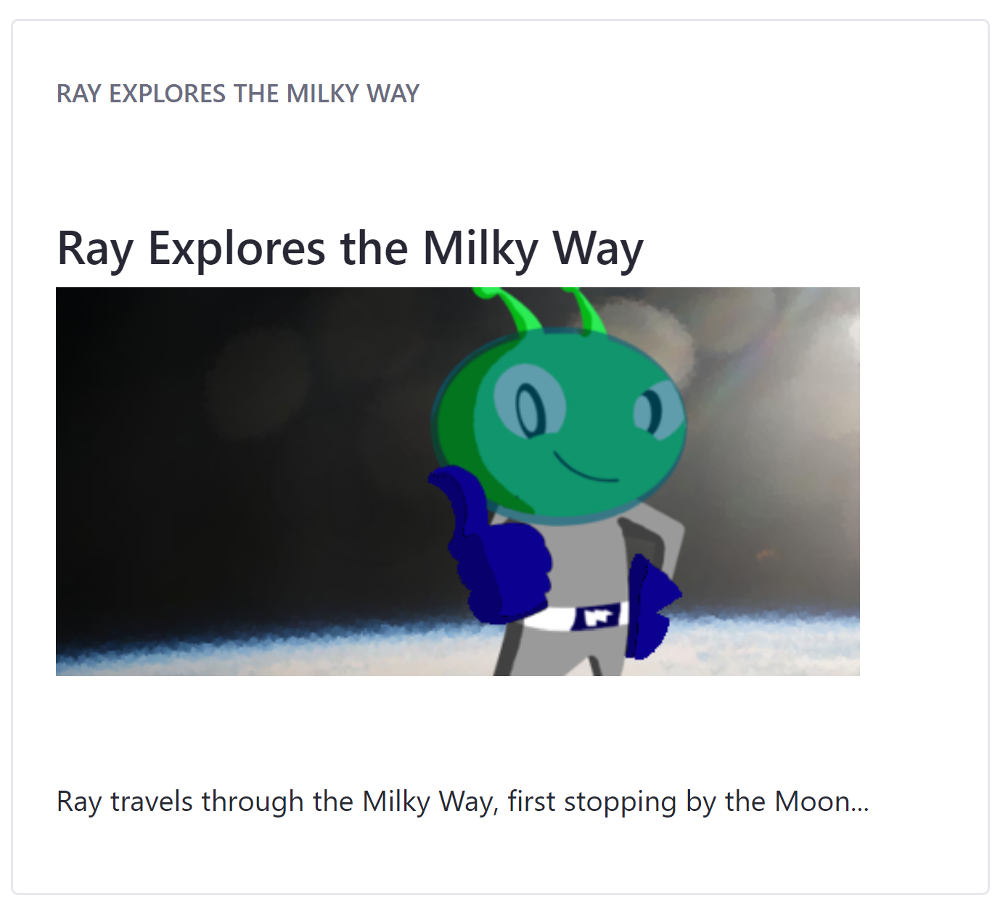 RAY EXPLORES THE MILKY WAY
Ray Explores the Milky Way
Ray travels through the Milky Way, first stopping by the Moon...